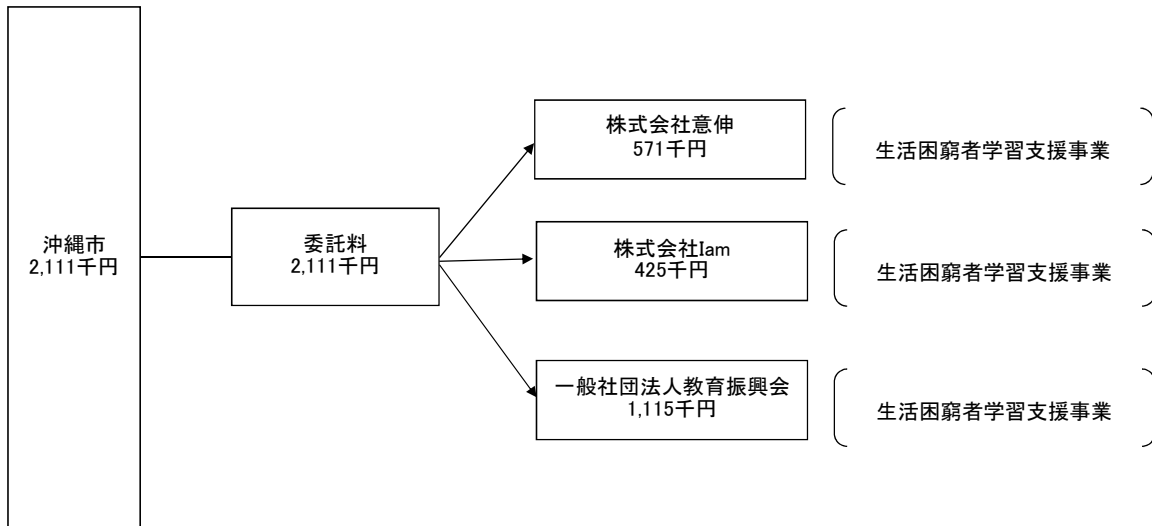 沖縄市
2,111千円
委託料
2,111千円
株式会社意伸
571千円
生活困窮者学習支援事業
株式会社Iam
425千円
生活困窮者学習支援事業
一般社団法人教育振興会
1,115千円
生活困窮者学習支援事業